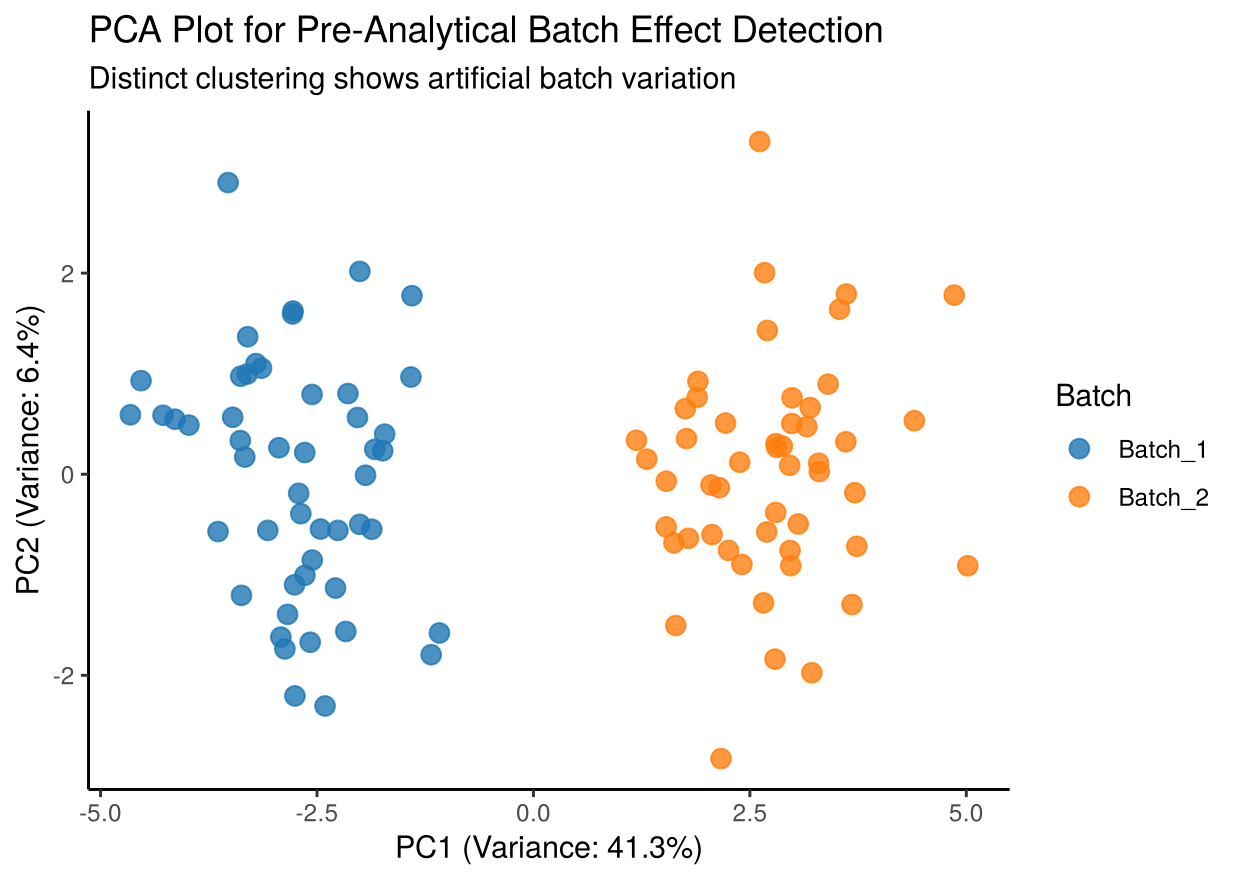 PCA Plot for Pre-Analytical Batch Effect Detection
Distinct clustering shows artificial batch variation
PC2 (Variance: 6.4%)
2
0
-2
-5.0
-2.5
0.0
2.5
5.0
PC1 (Variance: 41.3%)
Batch
Batch_1
Batch_2